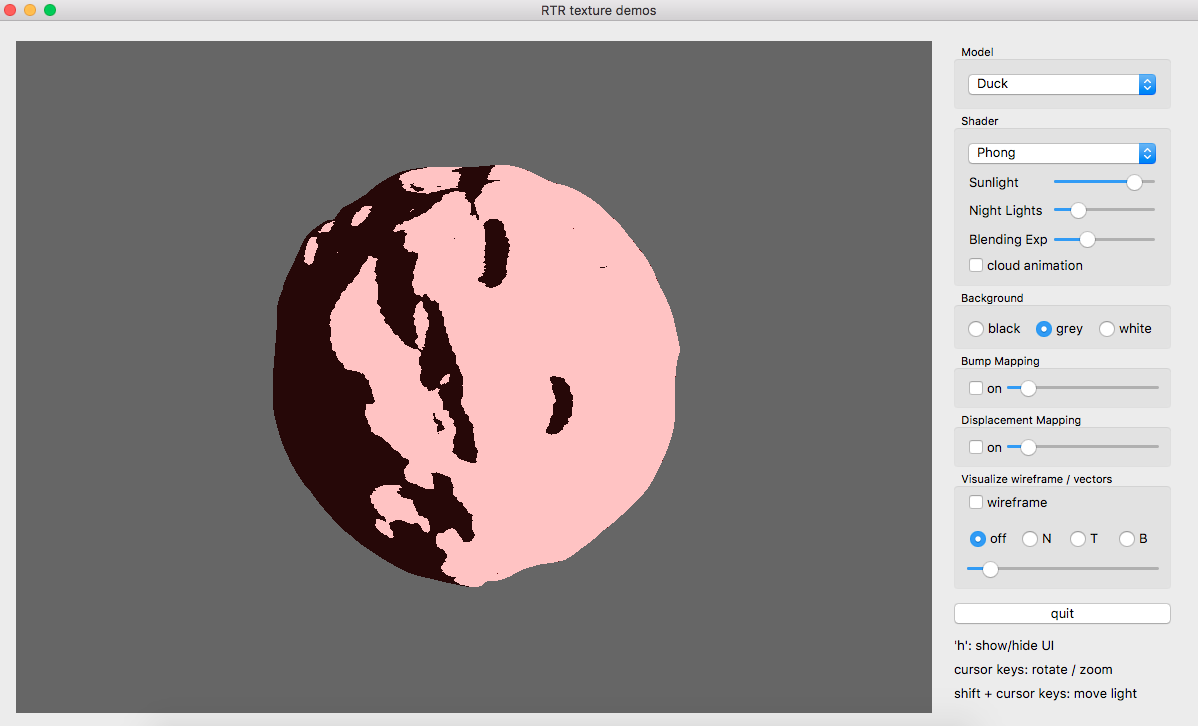 RTR texture demos
Model
Duck
Shader
Phong
Sunlight
Night Lights
Blending Exp
cloud animation
Background
black grey white
Bump Mapping
on
Displacement Mapping
on
Visualize wireframe / vectors
wireframe
off N T B
quit
'h': show/hide UI
cursor keys: rotate / zoom
shift + cursor keys: move light